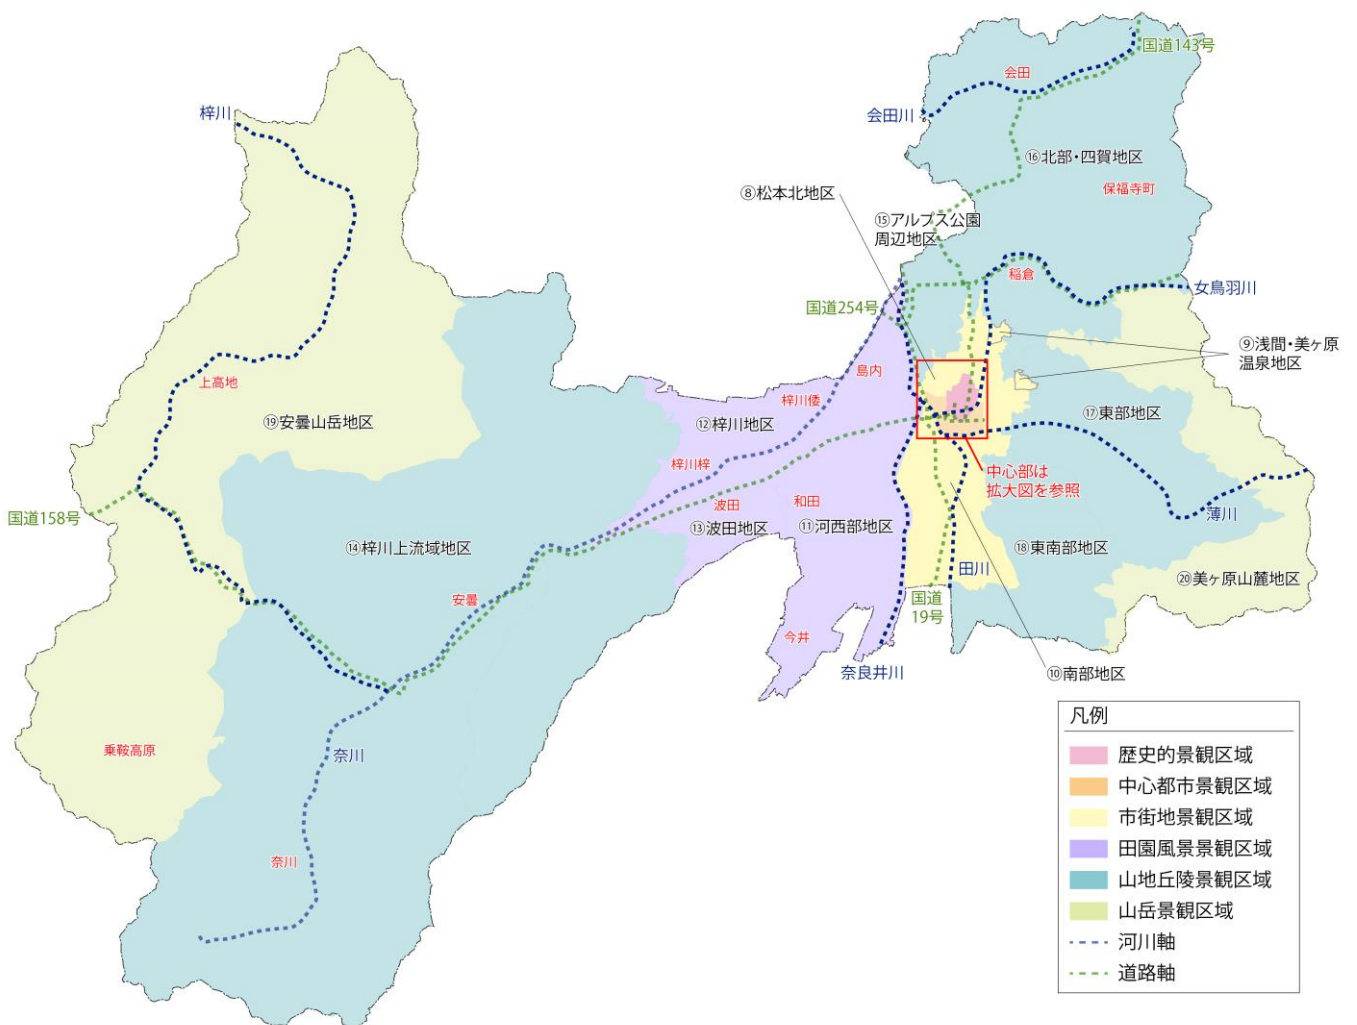 国道143号
会田
梓川
会田川
⑯北部・四賀地区
⑧松本北地区
保福寺町
⑮アルプス公園
周辺地区
稲倉
女鳥羽川
国道254号
⑨浅間・美ヶ原
温泉地区
島内
上高地
梓川倭
⑰東部地区
⑲安曇山岳地区
⑫梓川地区
梓川梓
中心部は
拡大図を参照
波田
和田
薄川
国道158号
⑬波田地区
⑪河西部地区
⑭梓川上流域地区
⑱東南部地区
田川
⑳美ヶ原山麓地区
安曇
国道
19号
今井
奈良井川
⑩南部地区
乗鞍高原
奈川
奈川
凡例
歴史的景観区域
中心都市景観区域
市街地景観区域
田園風景景観区域
山地丘陵景観区域
山岳景観区域
河川軸
道路軸